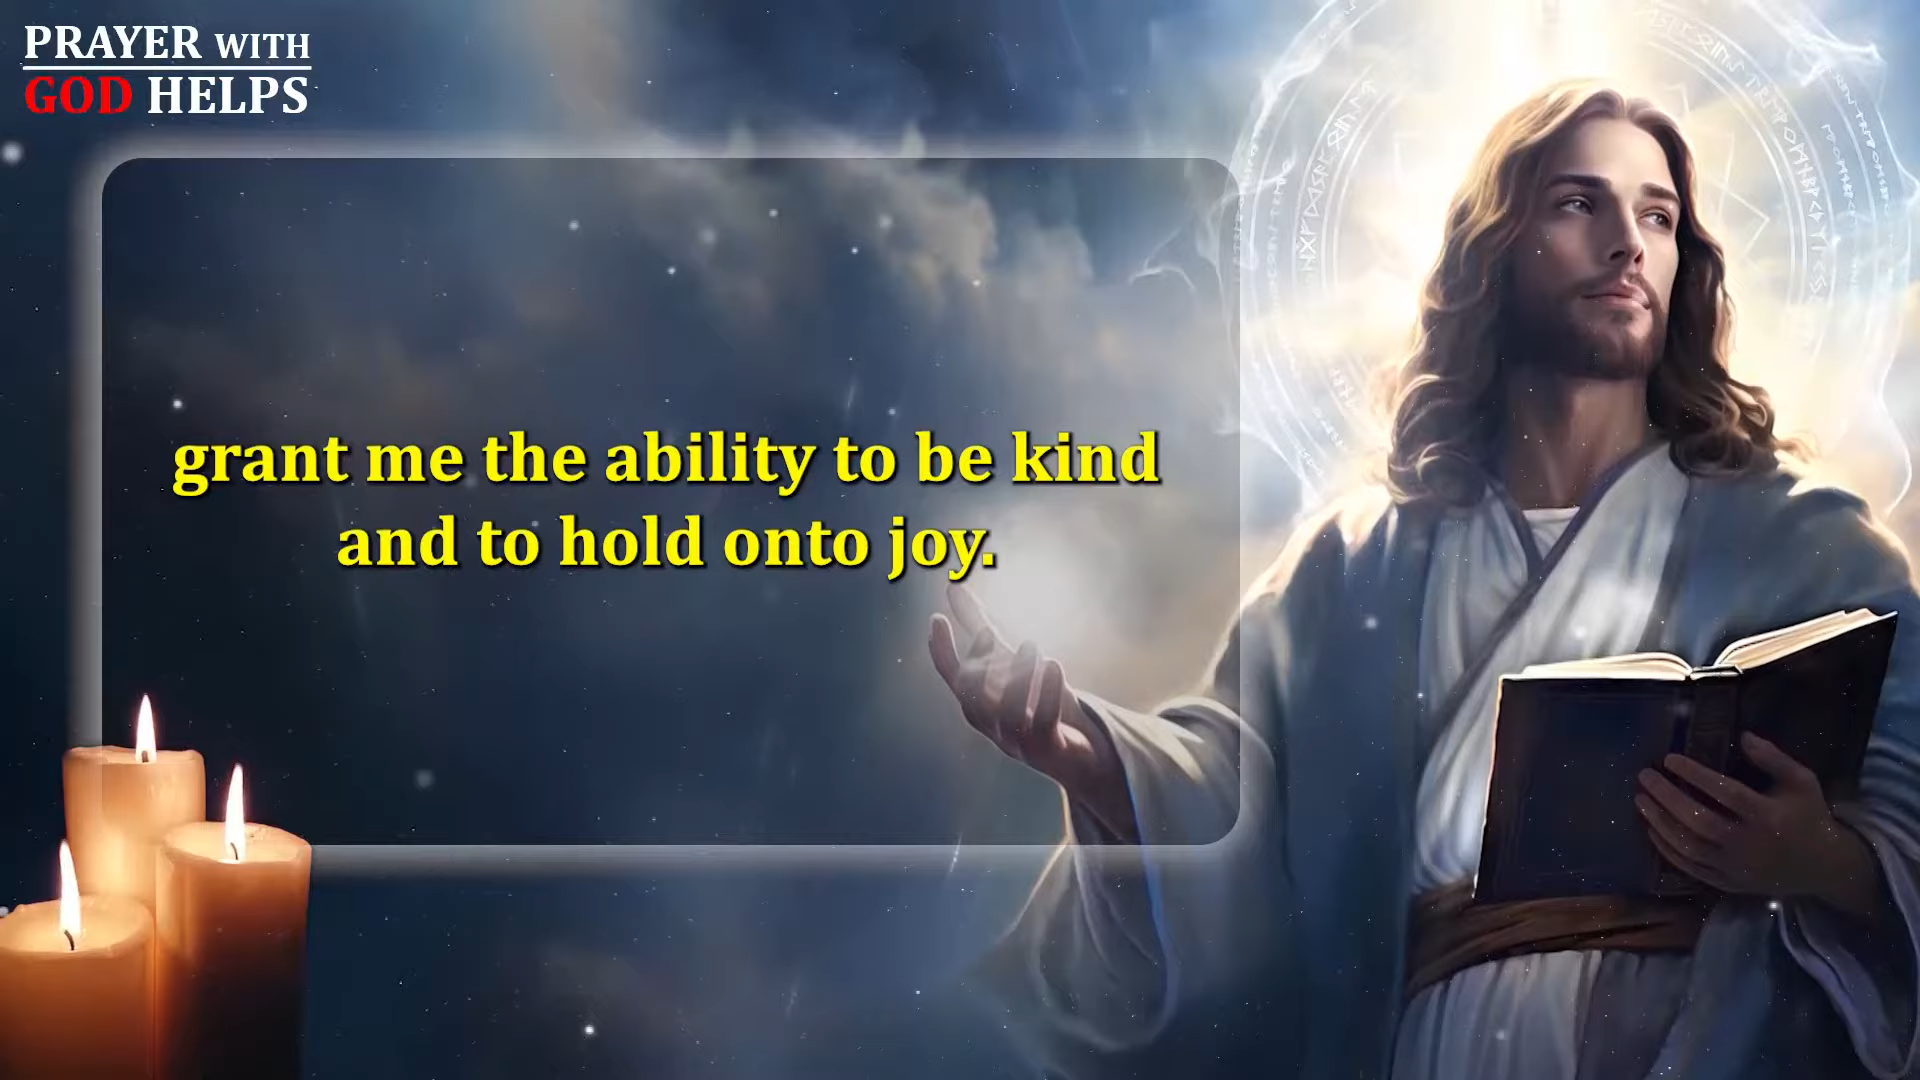 PRAYER WITH
GOD HELPS
grant me the ability to be kind
and to hold onto joy.